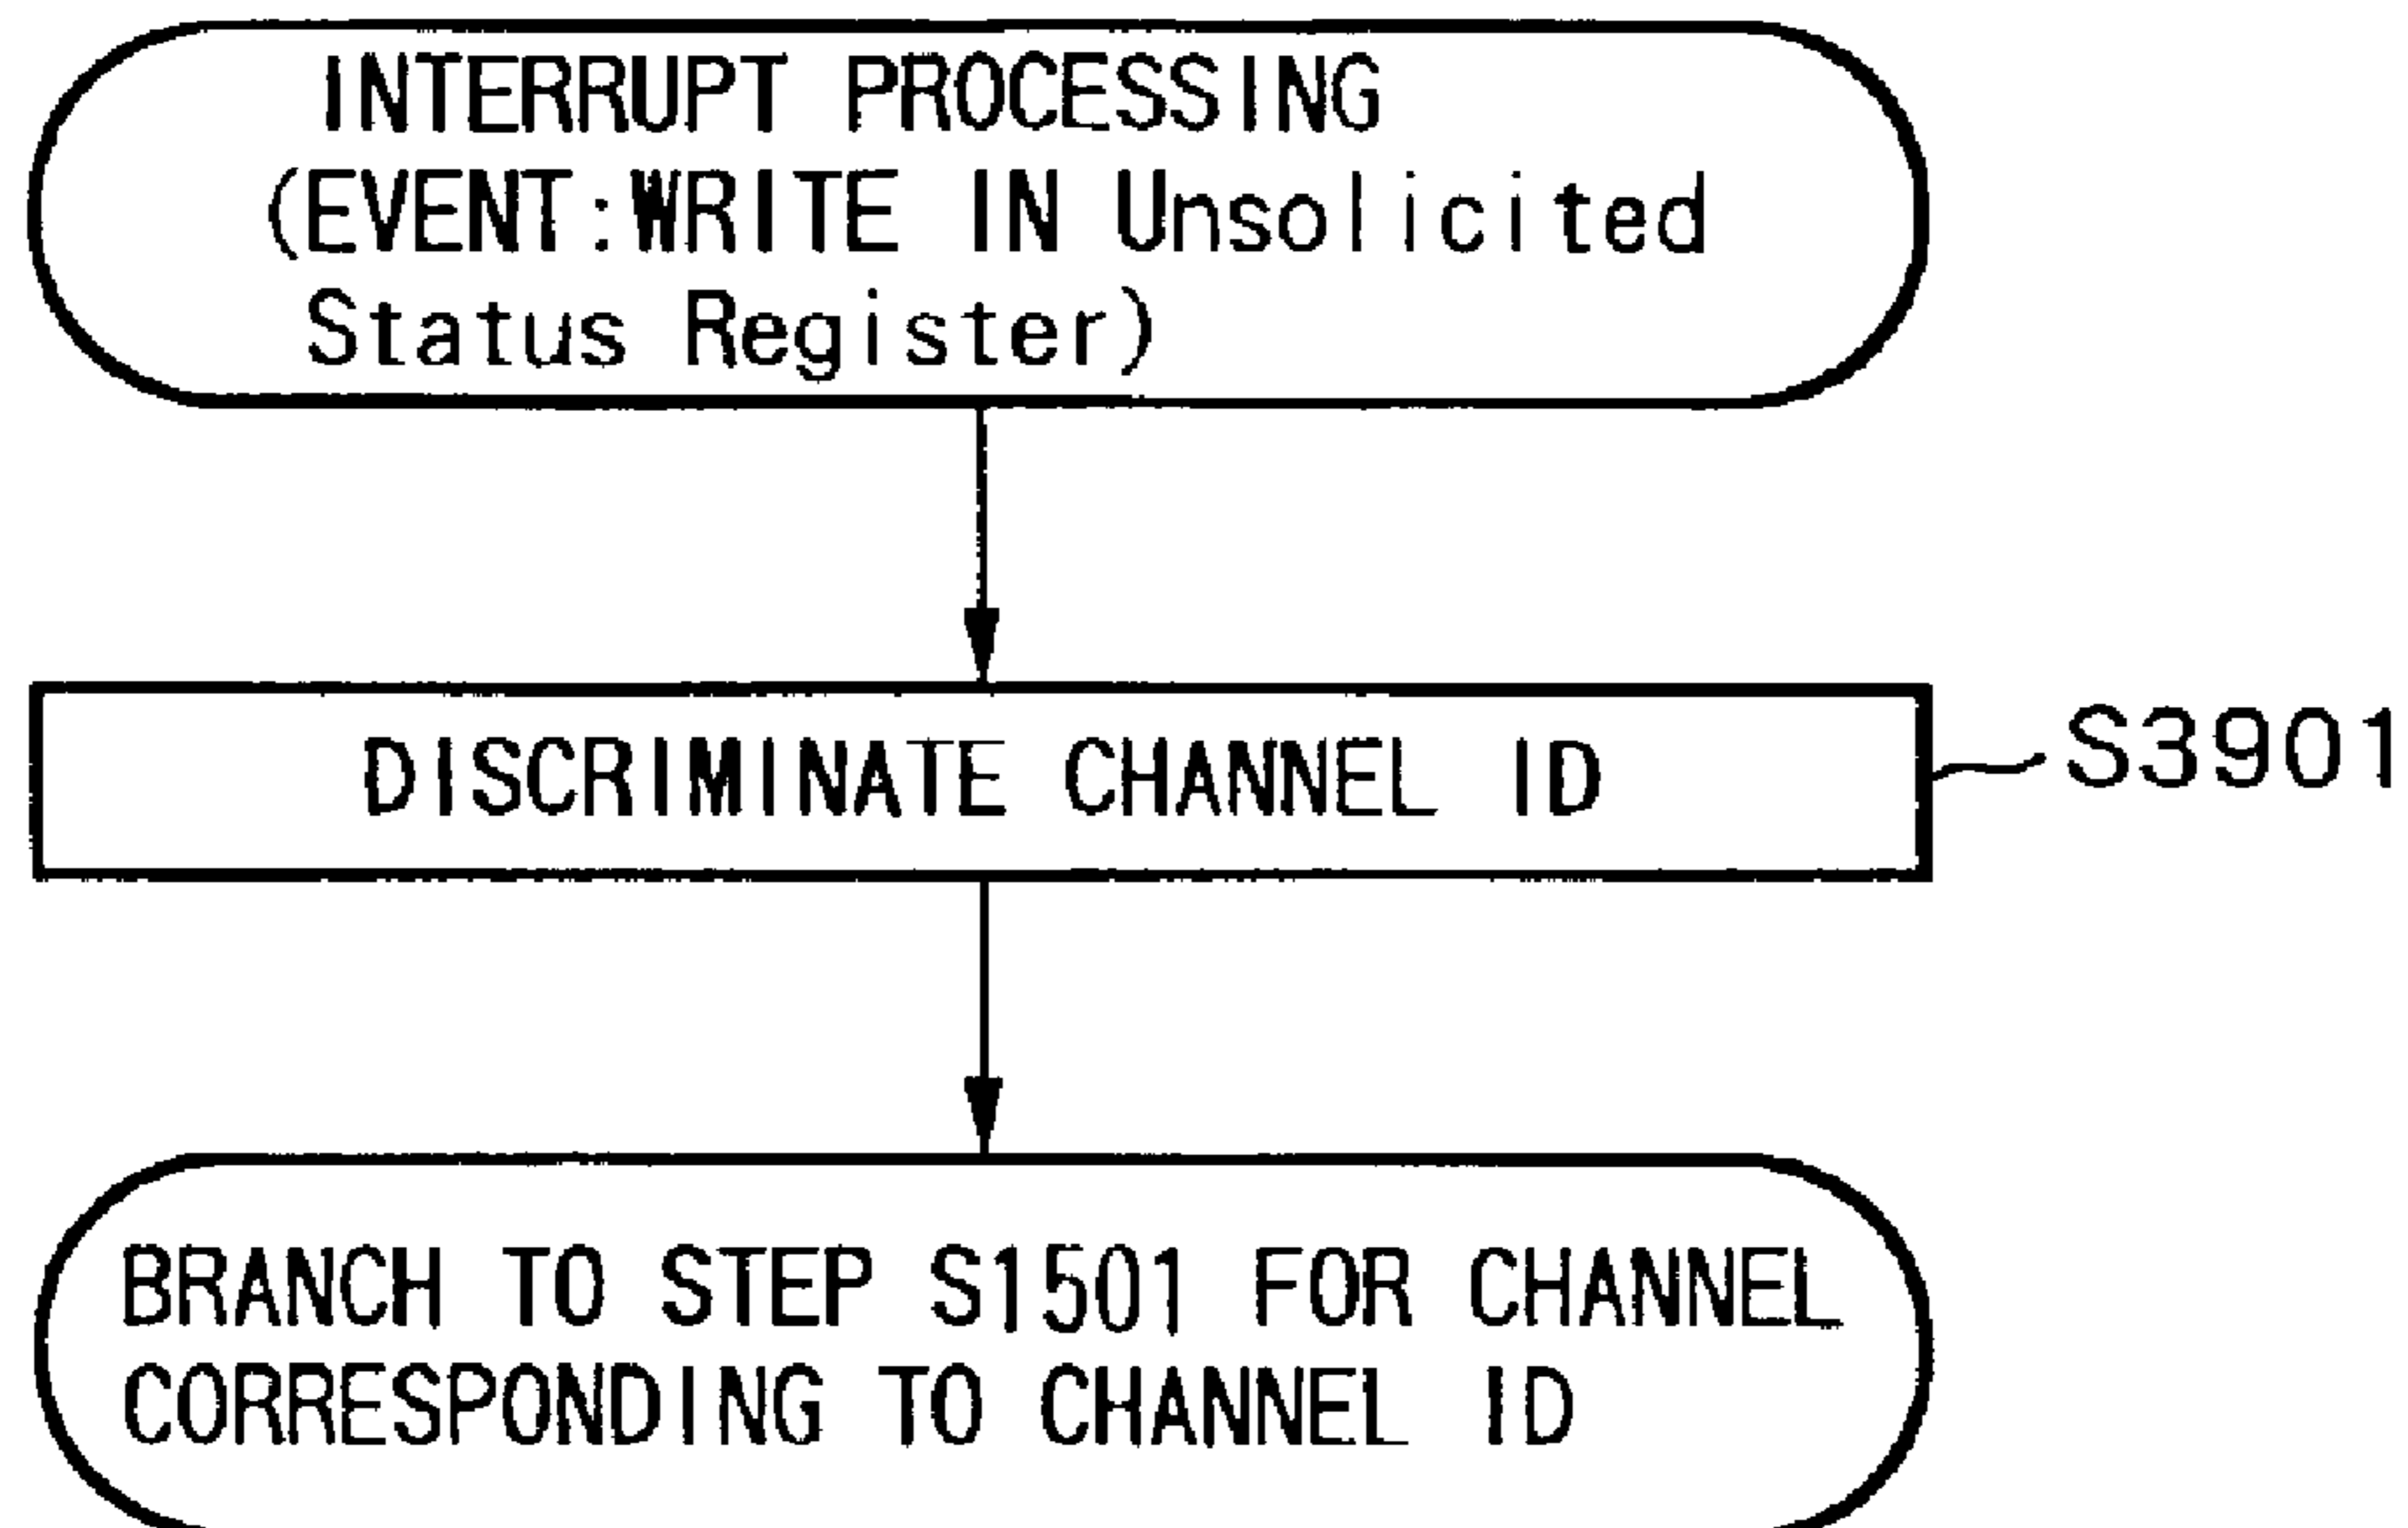 INTERRUPT PROCESSING
(EVENT:WRITE IN Unsolicited
Status Register)
DISCRIMINATE CHANNEL ID
S3901
BRANCH TO STEP S1501 FOR CHANNEL
CORRESPONDING TO CHANNEL ID